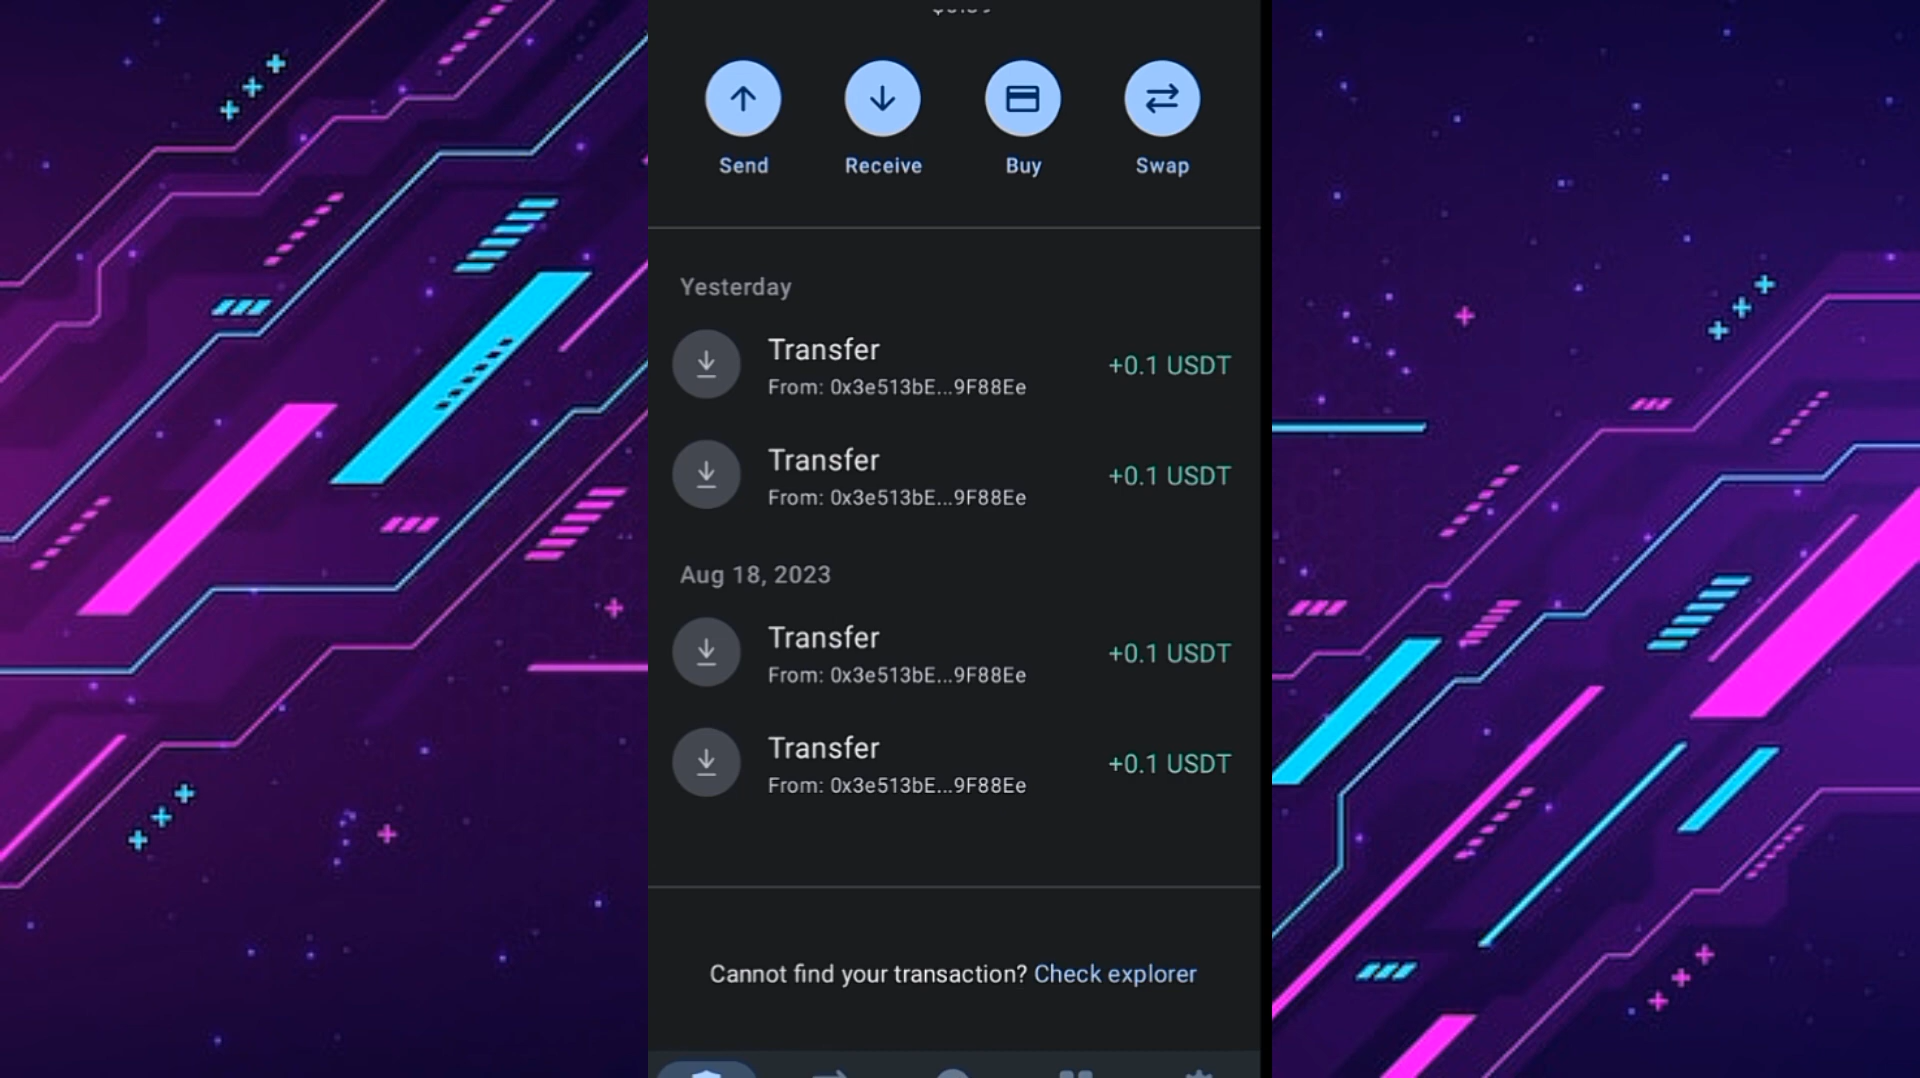 Send Receive Buy Swap
Yesterday
Transfer
From: 0x3e513bE...9F88Ee
+0.1 USDT
Transfer
From: 0x3e513bE...9F88Ee
+0.1 USDT
Aug 18, 2023
Transfer
From: 0x3e513bE...9F88Ee
+0.1 USDT
Transfer
From: 0x3e513bE...9F88Ee
+0.1 USDT
Cannot find your transaction? Check explorer